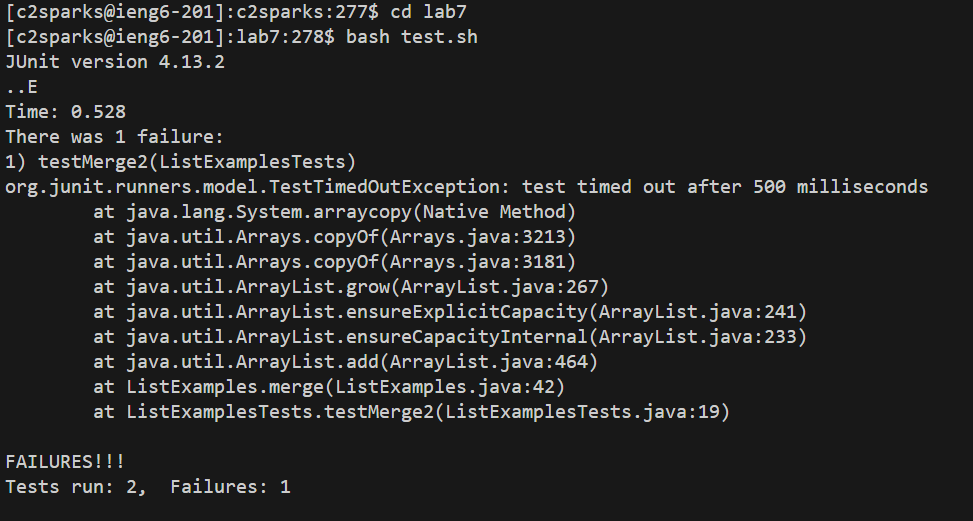 [c2sparks@ieng6-201]:c2sparks:277$ cd lab7
[c2sparks@ieng6-201]:lab7:278$ bash test.sh
JUnit version 4.13.2
..E
Time: 0.528
There was 1 failure:
1) testMerge2(ListExamplesTests)
org.junit.runners.model.TestTimedOutException: test timed out after 500 milliseconds
        at java.lang.System.arraycopy(Native Method)
        at java.util.Arrays.copyOf(Arrays.java:3213)
        at java.util.Arrays.copyOf(Arrays.java:3181)
        at java.util.ArrayList.grow(ArrayList.java:267)
        at java.util.ArrayList.ensureExplicitCapacity(ArrayList.java:241)
        at java.util.ArrayList.ensureCapacityInternal(ArrayList.java:233)
        at java.util.ArrayList.add(ArrayList.java:464)
        at ListExamples.merge(ListExamples.java:42)
        at ListExamplesTests.testMerge2(ListExamplesTests.java:19)

FAILURES!!!
Tests run: 2,  Failures: 1